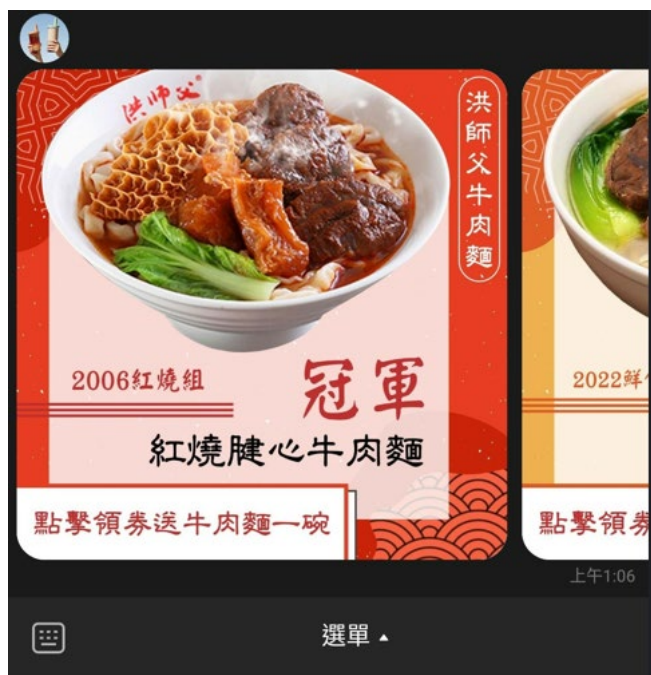 洪師父®
洪師父牛肉麵
2006紅燒組
冠軍
紅燒腱心牛肉麵
點擊領券送牛肉麵一碗
2022鮮
點擊領券
上午1:06
選單